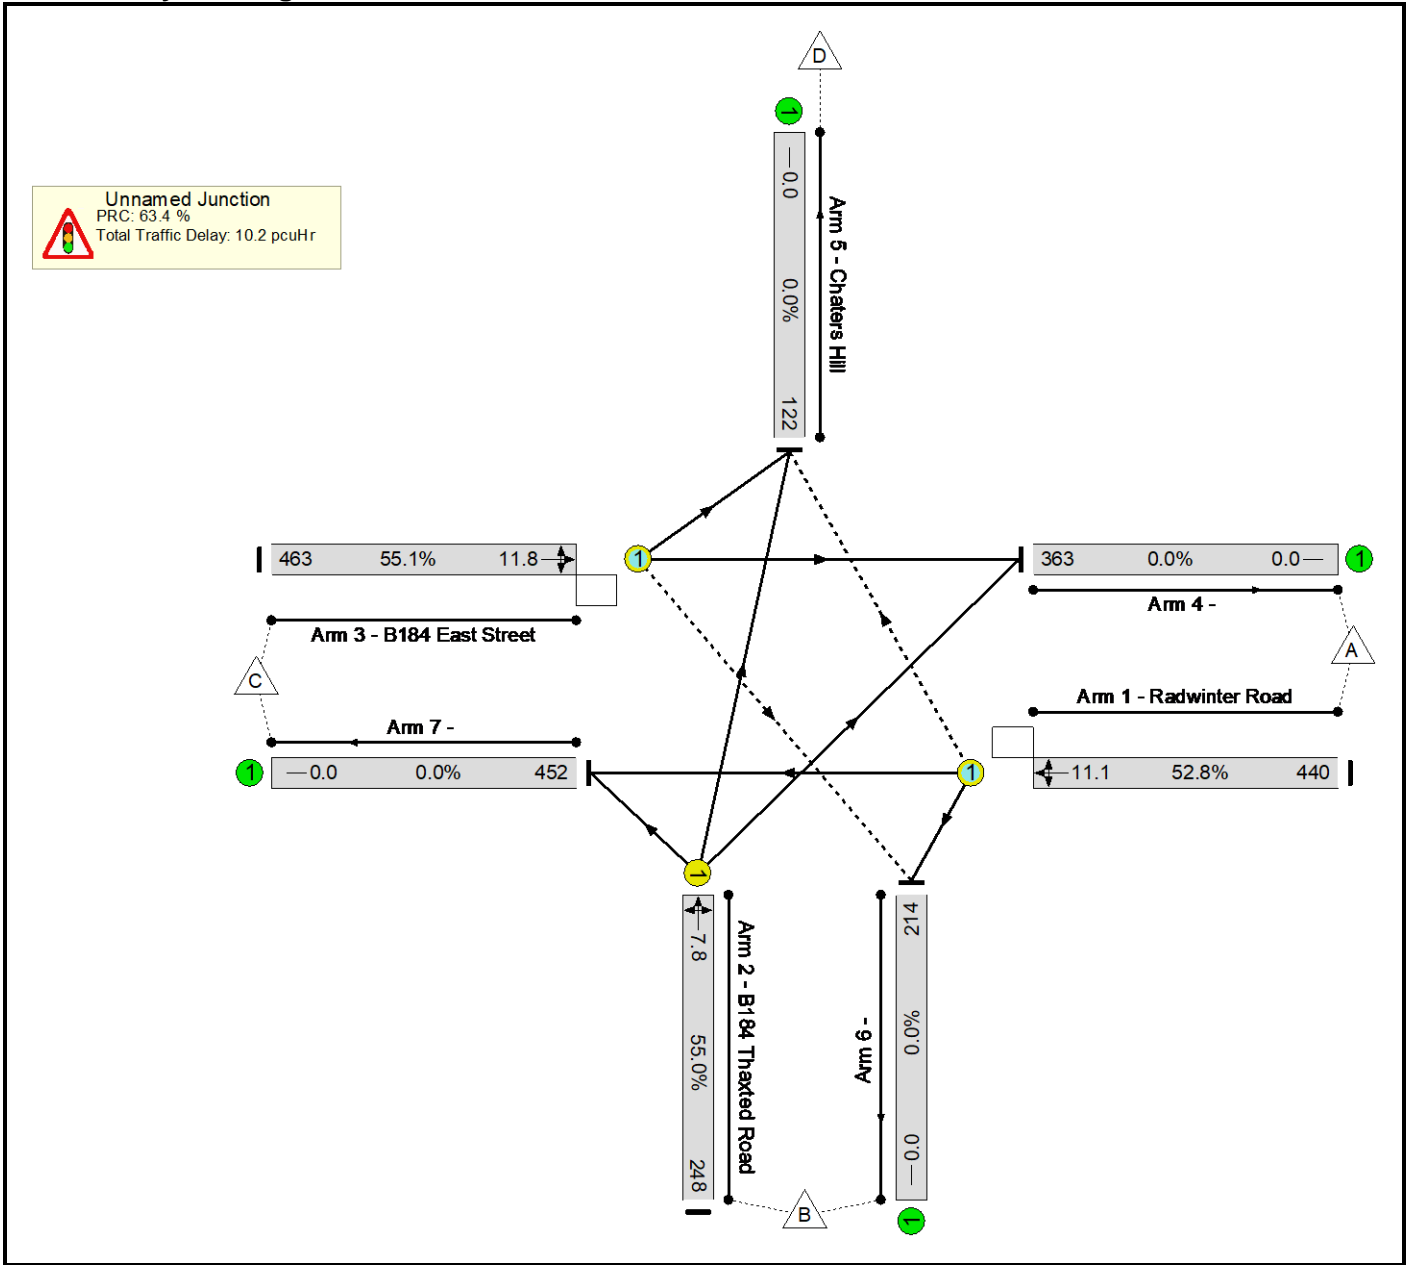 D
1
0.0
0.0%
122
Arm 5 - Chaters Hill
Unnamed Junction
PRC: 63.4 %
Total Traffic Delay: 10.2 pcuHr
463 55.1% 11.8
1
363 0.0% 0.0
1
Arm 3 - B184 East Street
Arm 4 -
C
A
Arm 7 -
Arm 1 - Radwinter Road
1
0.0 0.0% 452
1
11.1 52.8% 440
1
7.8
55.0%
248
Arm 2 - B184 Thaxted Road
Arm 6 -
214
0.0%
0.0
B
1